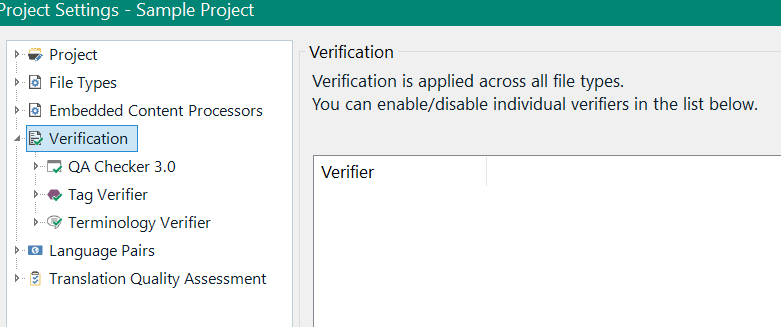 Project Settings - Sample Project
Project
File Types
Embedded Content Processors
Verification
QA Checker 3.0
Tag Verifier
Terminology Verifier
Language Pairs
Translation Quality Assessment
Verification
Verification is applied across all file types.
You can enable/disable individual verifiers in the list below.
Verifier